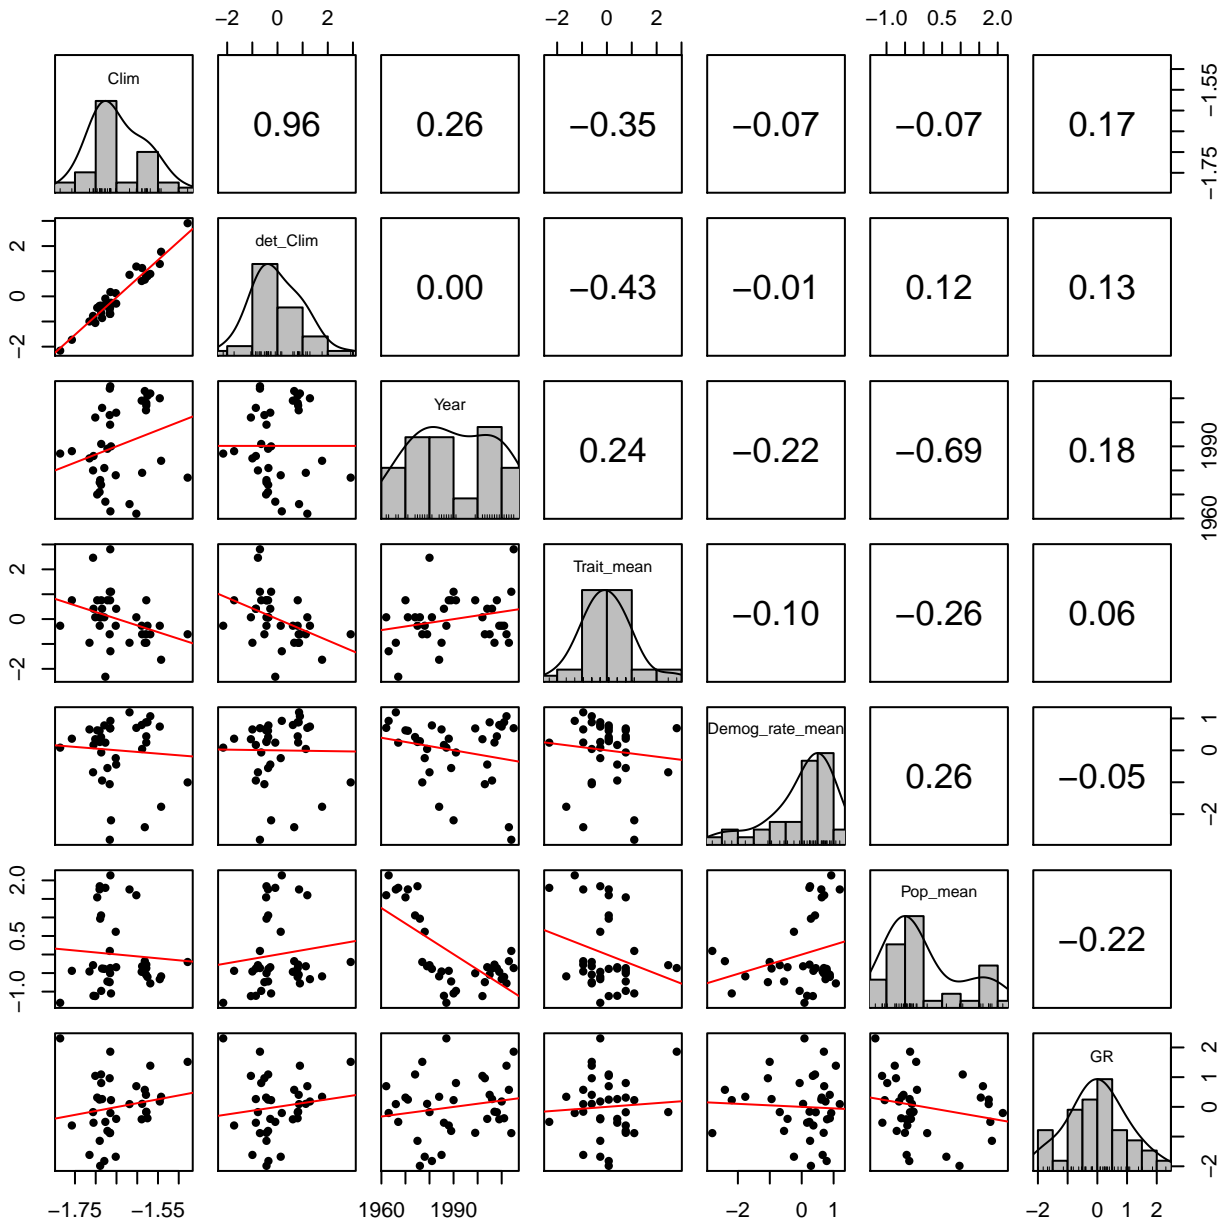 −2 0 2 −2 0 2 −1.0 0.5 2.0
Clim
0.96 0.26 −0.35 −0.07 −0.07 0.17
−1.75 −1.55
−2 0 2
det_Clim
0.00 −0.43 −0.01 0.12 0.13
Year
0.24 −0.22 −0.69 0.18
1960 1990
−2 0 2
Trait_mean
−0.10 −0.26 0.06
Demog_rate_mean
0.26 −0.05
−2 0 1
−1.0 0.5 2.0
Pop_mean
−0.22
GR
−2 0 1 2
−1.75 −1.55 1960 1990 −2 0 1 −2 0 1 2